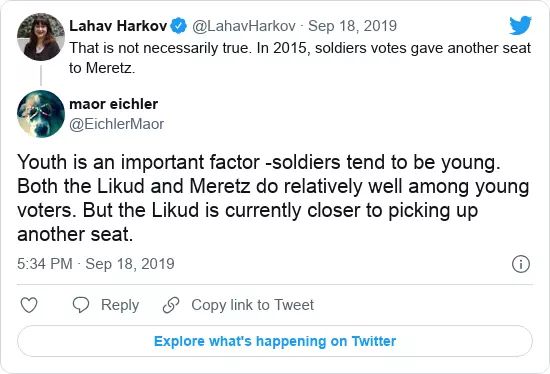 Lahav Harkov @LahavHarkov · Sep 18, 2019
That is not necessarily true. In 2015, soldiers votes gave another seat
to Meretz.
maor eichler
@EichlerMaor
Youth is an important factor -soldiers tend to be young.
Both the Likud and Meretz do relatively well among young
voters. But the Likud is currently closer to picking up
another seat.
5:34 PM · Sep 18, 2019
Reply Copy link to Tweet
Explore what's happening on Twitter